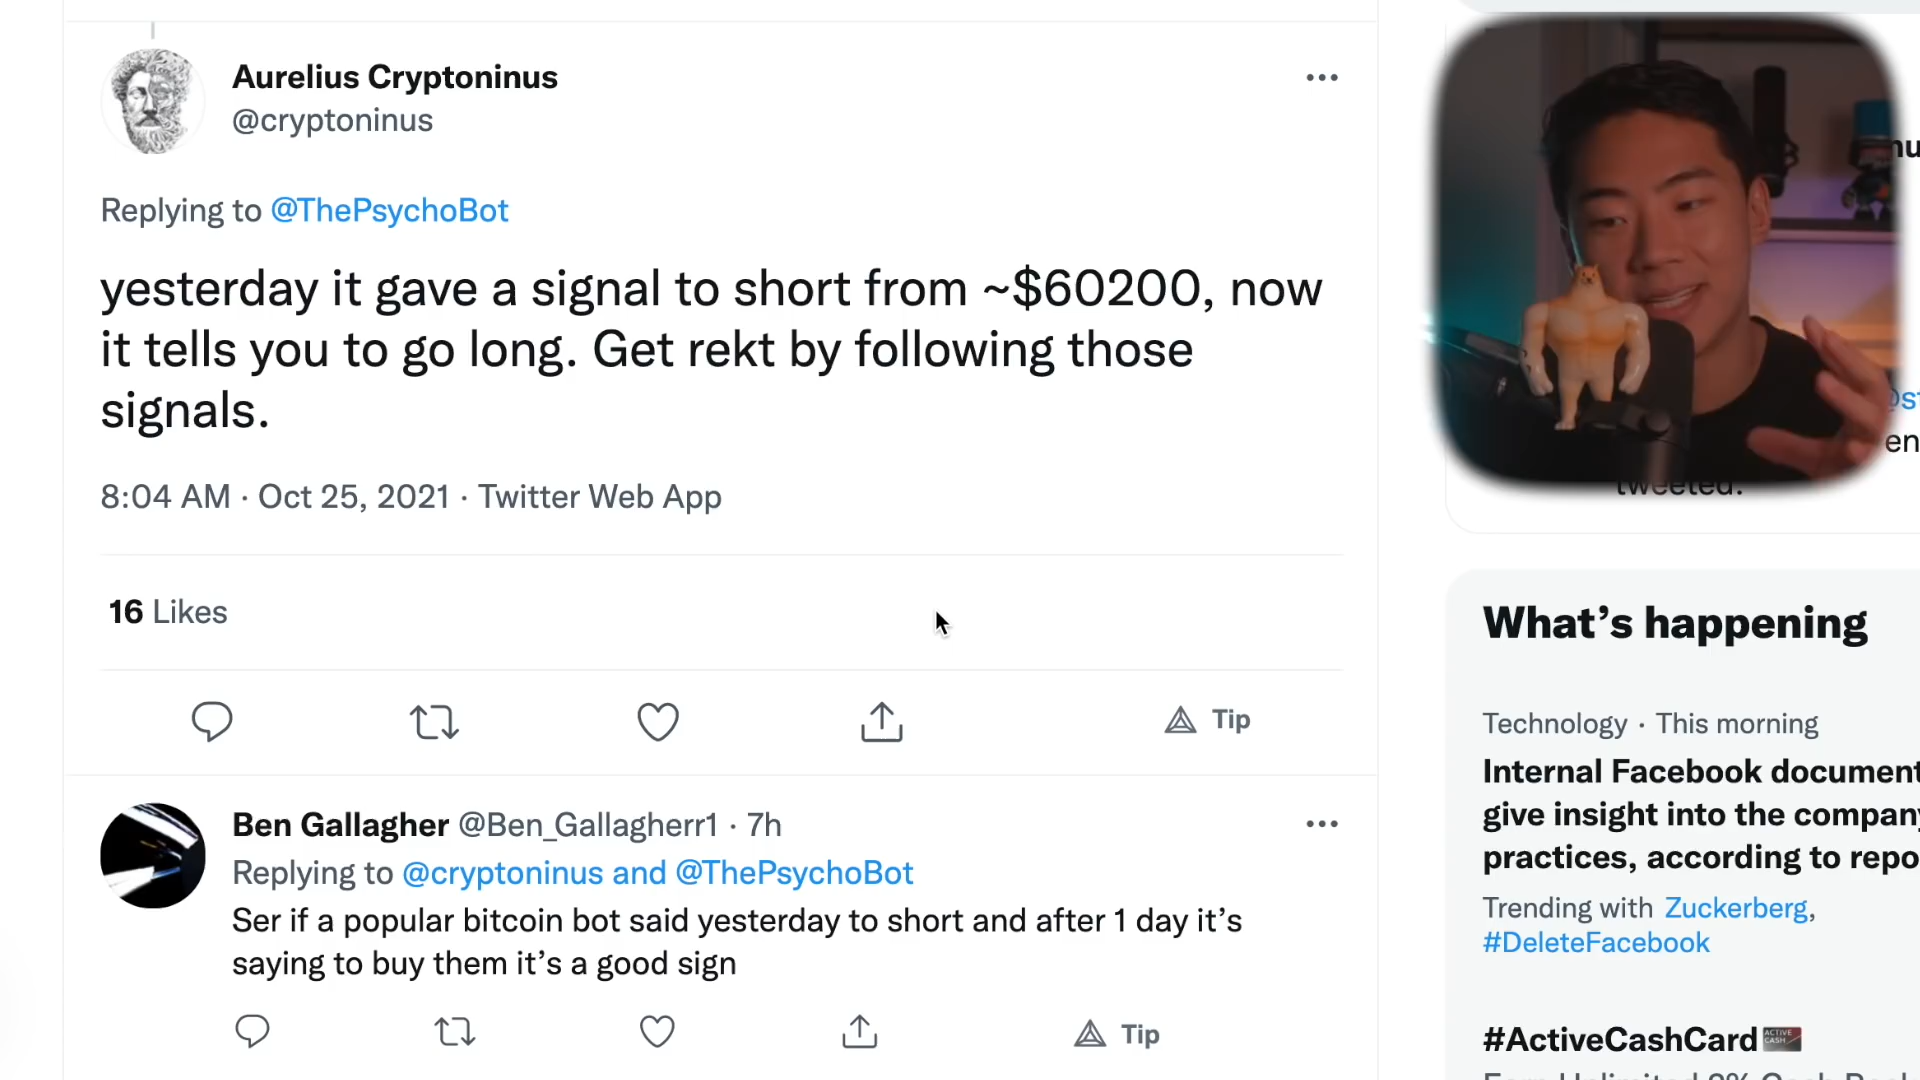 Aurelius Cryptoninus
@cryptoninus
Replying to @ThePsychoBot
yesterday it gave a signal to short from ~$60200, now
it tells you to go long. Get rekt by following those
signals.
8:04 AM · Oct 25, 2021 · Twitter Web App
16 Likes
Tip
Ben Gallagher @Ben_Gallagherr1 · 7h
Replying to @cryptoninus and @ThePsychoBot
Ser if a popular bitcoin bot said yesterday to short and after 1 day it's
saying to buy them it's a good sign
Tip
tweeted.
What's happening
Technology · This morning
Internal Facebook document
give insight into the company
practices, according to repo
Trending with Zuckerberg,
#DeleteFacebook
#ActiveCashCard
ACTIVE
CASH